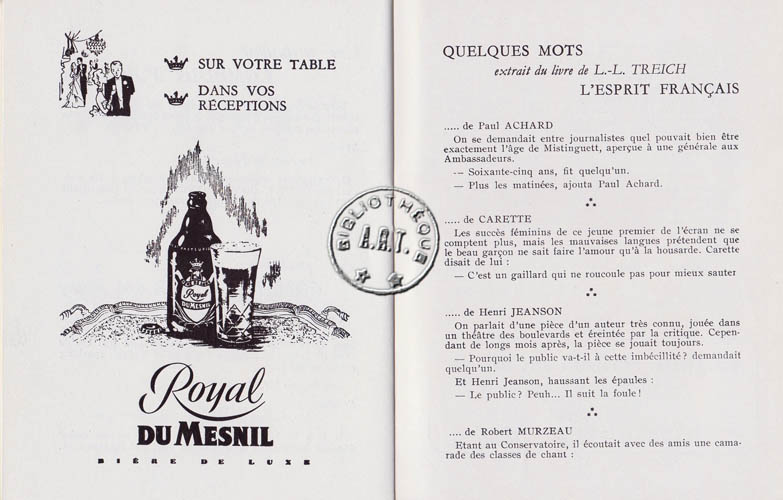 SUR VOTRE TABLE
DANS VOS
RÉCEPTIONS
Royal
DU MESNIL
Royal
DU MESNIL
BIÈRE DE LUXE
BIBLIOTHÈQUE
A.R.T.
QUELQUES MOTS
extrait du livre de L.-L. TREICH
L'ESPRIT FRANÇAIS
..... de Paul ACHARD
On se demandait entre journalistes quel pouvait bien être
exactement l'âge de Mistinguett, aperçue à une générale aux
Ambassadeurs.
-- Soixante-cinq ans, fit quelqu'un.
— Plus les matinées, ajouta Paul Achard.
..... de CARETTE
Les succès féminins de ce jeune premier de l'écran ne se
comptent plus, mais les mauvaises langues prétendent que
le beau garçon ne sait faire l'amour qu'à la housarde. Carette
disait de lui :
— C'est un gaillard qui ne roucoule pas pour mieux sauter
..... de Henri JEANSON
On parlait d'une pièce d'un auteur très connu, jouée dans
un théâtre des boulevards et éreintée par la critique. Cepen-
dant de longs mois après, la pièce se jouait toujours.
— Pourquoi le public va-t-il à cette imbécillité? demandait
quelqu'un.
Et Henri Jeanson, haussant les épaules :
— Le public? Peuh... Il suit la foule!
.... de Robert MURZEAU
Etant au Conservatoire, il écoutait avec des amis une cama-
rade des classes de chant :